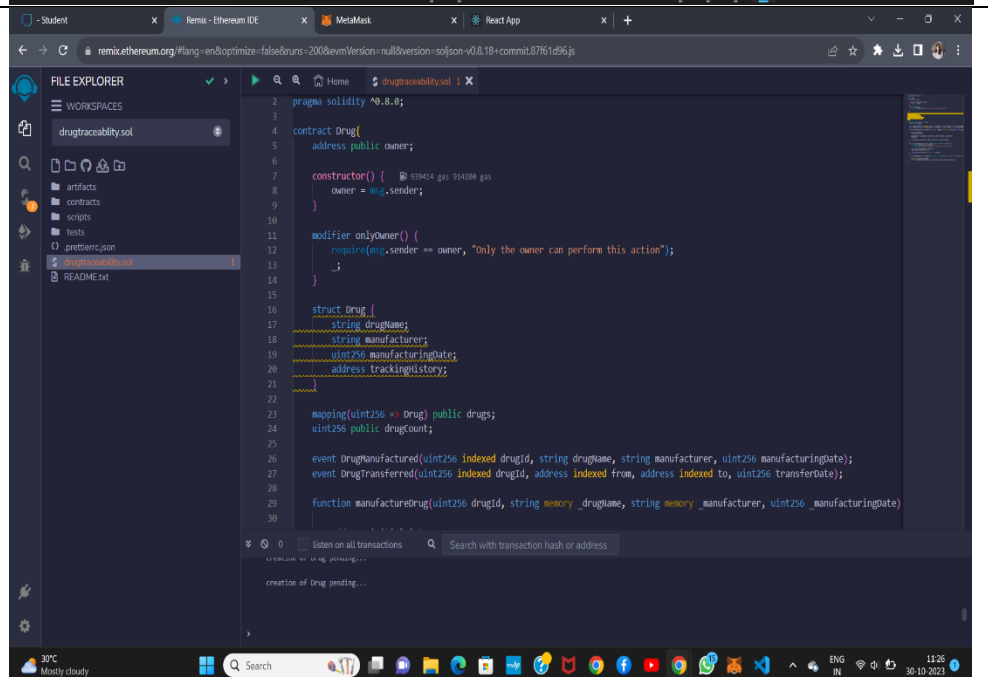 - Student
Remix - Ethereum IDE
MetaMask
React App
remix.ethereum.org/#lang=en&optimize=false&runs=200&evmVersion=null&version=soljson-v0.8.18+commit.87f61d96.js
FILE EXPLORER
WORKSPACES
drugtraceablity.sol
artifacts
contracts
scripts
tests
.prettierrc.json
drugtraceability.sol 1
README.txt
Home
drugtraceability.sol 1
2 pragma solidity ^0.8.0;
3
4 contract Drug{
5 address public owner;
6
7 constructor() { 939414 gas 914200 gas
8 owner = msg.sender;
9 }
10
11 modifier onlyOwner() {
12 require(msg.sender == owner, "Only the owner can perform this action");
13 _;
14 }
15
16 struct Drug {
17 string drugName;
18 string manufacturer;
19 uint256 manufacturingDate;
20 address trackingHistory;
21 }
22
23 mapping(uint256 => Drug) public drugs;
24 uint256 public drugCount;
25
26 event DrugManufactured(uint256 indexed drugId, string drugName, string manufacturer, uint256 manufacturingDate);
27 event DrugTransferred(uint256 indexed drugId, address indexed from, address indexed to, uint256 transferDate);
28
29 function manufactureDrug(uint256 drugId, string memory _drugName, string memory _manufacturer, uint256 _manufacturingDate)
30
0
listen on all transactions
Search with transaction hash or address
creation of Drug pending...
creation of Drug pending...
>
30°C
Mostly cloudy
Search
ENG
IN
11:26
30-10-2023